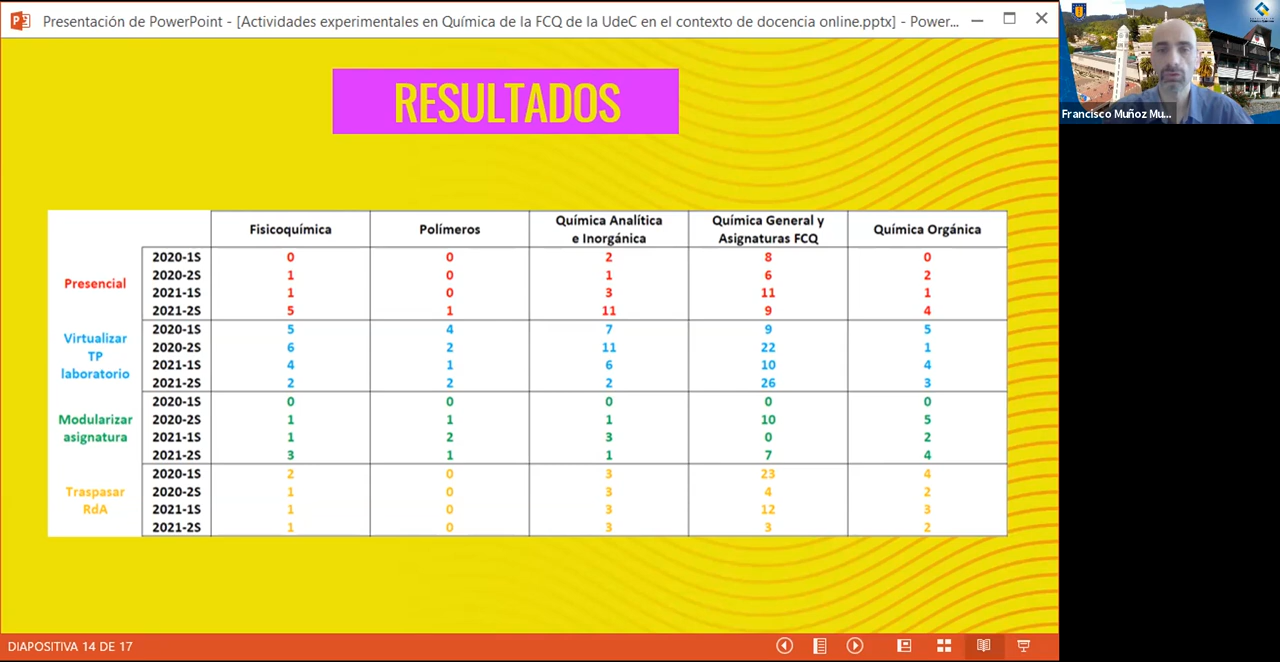 Presentación de PowerPoint - [Actividades experimentales en Química de la FCQ de la UdeC en el contexto de docencia online.pptx] - Power...
RESULTADOS
Fisicoquímica Polímeros Química Analítica e Inorgánica Química General y Asignaturas FCQ Química Orgánica
Presencial
2020-1S 0 0 2 8 0
2020-2S 1 0 1 6 2
2021-1S 1 0 3 11 1
2021-2S 5 1 11 9 4
Virtualizar
TP
laboratorio
2020-1S 5 4 7 9 5
2020-2S 6 2 11 22 1
2021-1S 4 1 6 10 4
2021-2S 2 2 2 26 3
Modularizar
asignatura
2020-1S 0 0 0 0 0
2020-2S 1 1 1 10 5
2021-1S 1 2 3 0 2
2021-2S 3 1 1 7 4
Traspasar
RdA
2020-1S 2 0 3 23 4
2020-2S 1 0 3 4 2
2021-1S 1 0 3 12 3
2021-2S 1 0 3 3 2
DIAPOSITIVA 14 DE 17
Francisco Muñoz Mu...